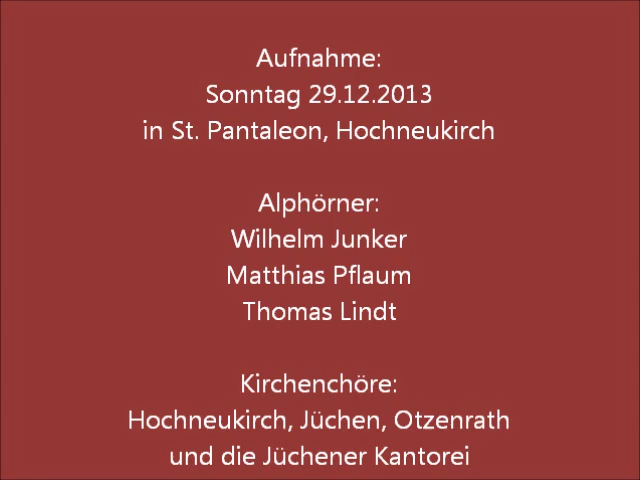 Aufnahme:
Sonntag 29.12.2013
in St. Pantaleon, Hochneukirch
Alphörner:
Wilhelm Junker
Matthias Pflaum
Thomas Lindt
Kirchenchöre:
Hochneukirch, Jüchen, Otzenrath
und die Jüchener Kantorei